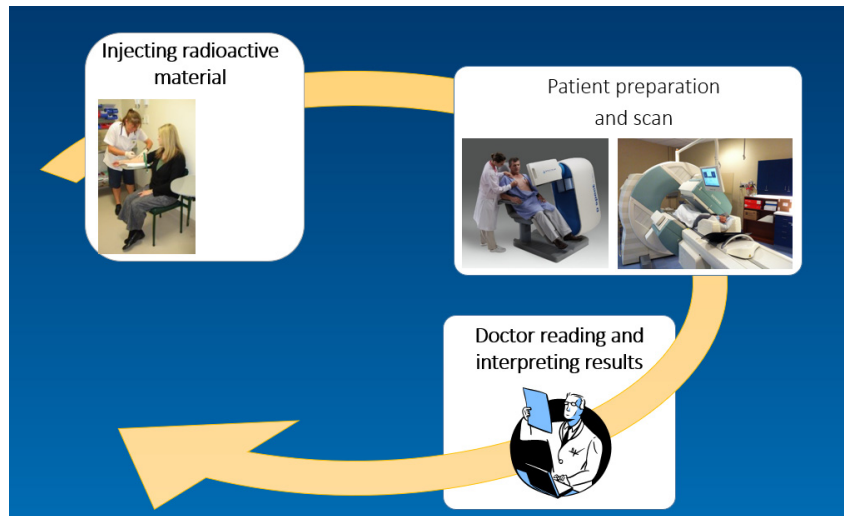 Injecting radioactive
material
Patient preparation
and scan
Doctor reading and
interpreting results